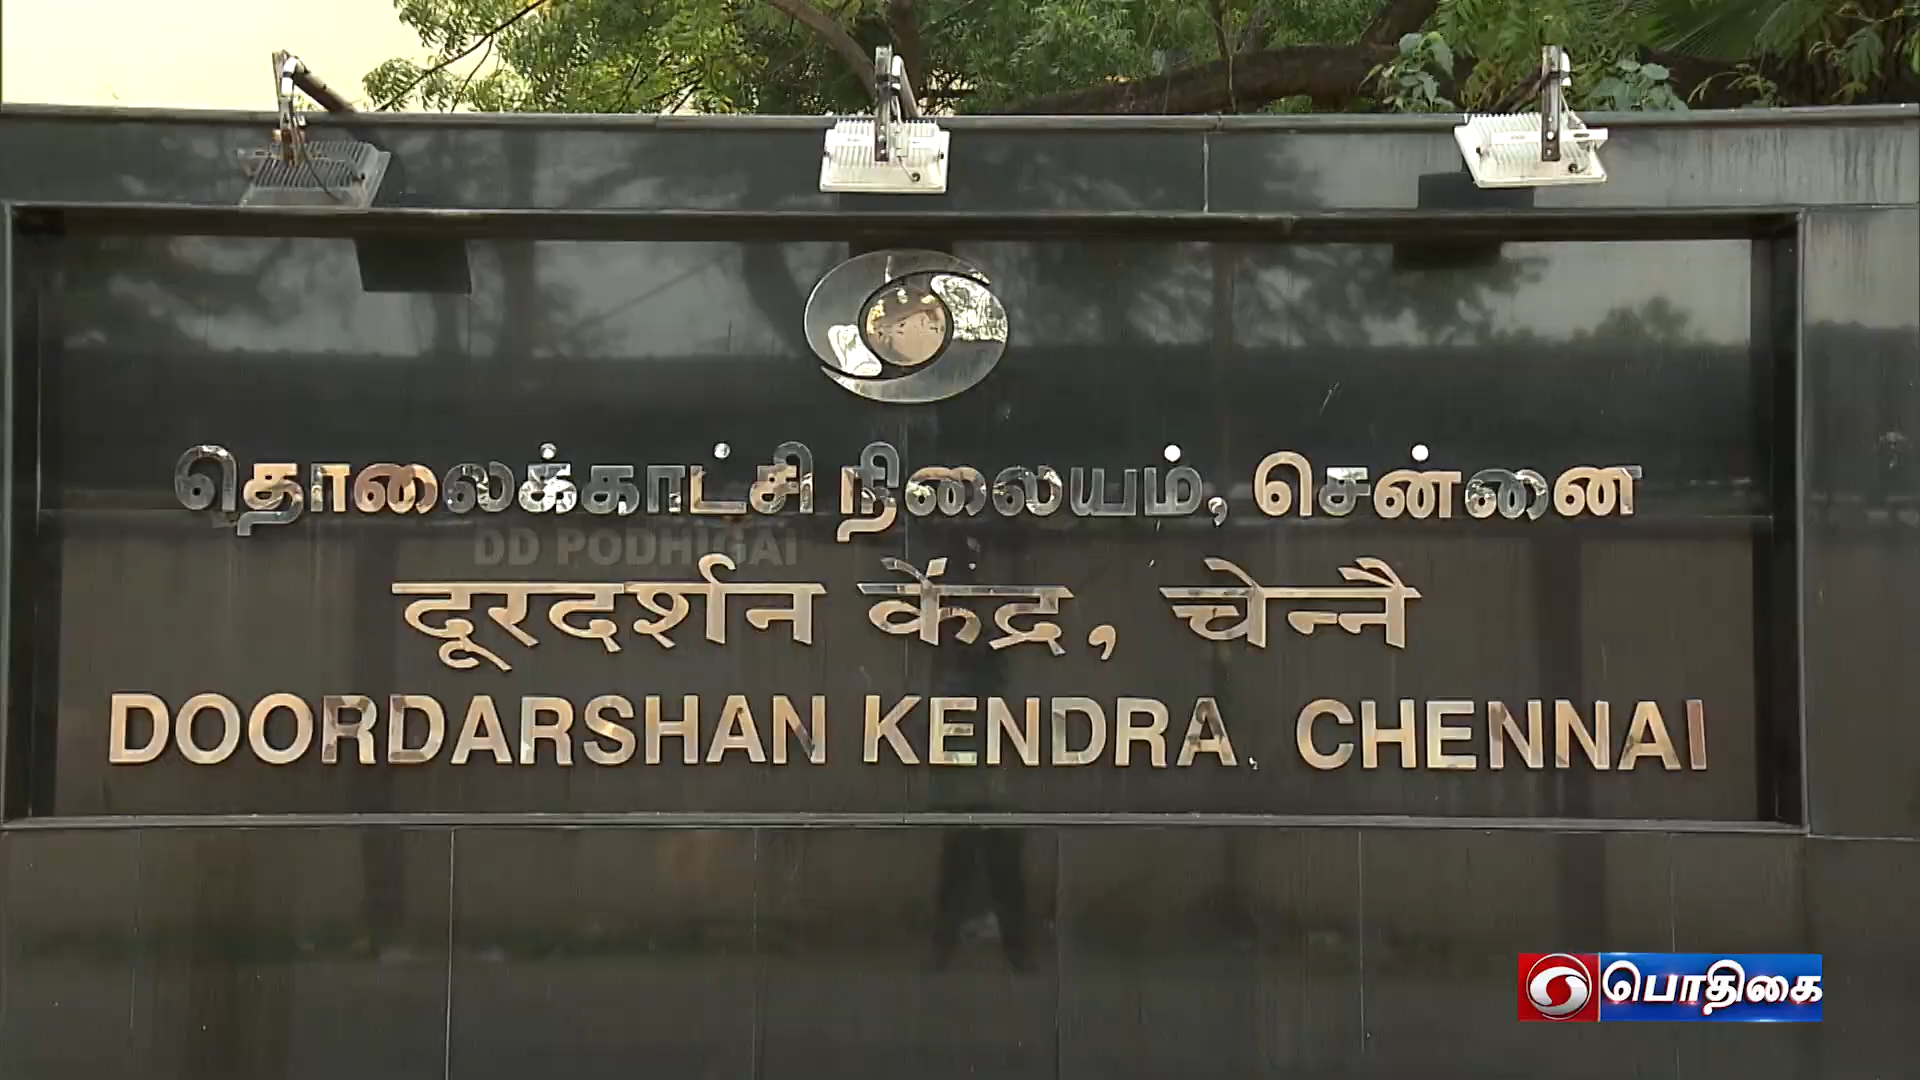 தொலைக்காட்சி நிலையம், சென்னை
DD PODHIGAI
दूरदर्शन केंद्र, चेन्नै
DOORDARSHAN KENDRA, CHENNAI
பொதிகை